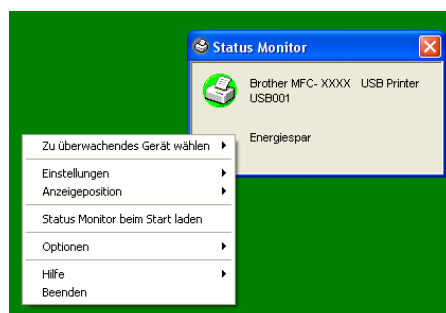 Status Monitor
Brother MFC- XXXX USB Printer
USB001
Energiespar
Zu überwachendes Gerät wählen
Einstellungen
Anzeigeposition
Status Monitor beim Start laden
Optionen
Hilfe
Beenden